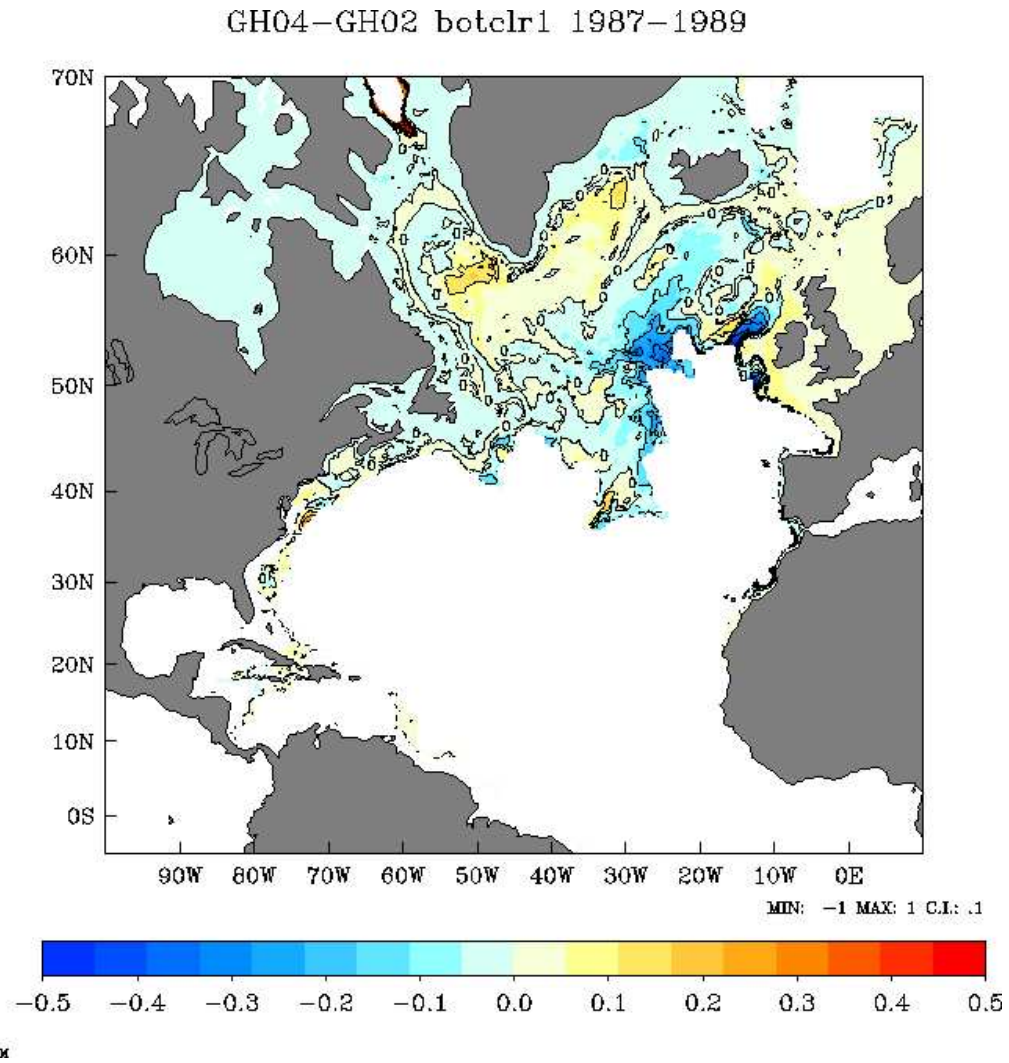 GH04−GH02 botclr1 1987−1989
70N
60N
50N
40N
30N
20N
10N
0S
90W 80W 70W 60W 50W 40W 30W 20W 10W 0E
MIN: −1 MAX: 1 C.I.: .1
−0.5 −0.4 −0.3 −0.2 −0.1 0.0 0.1 0.2 0.3 0.4 0.5